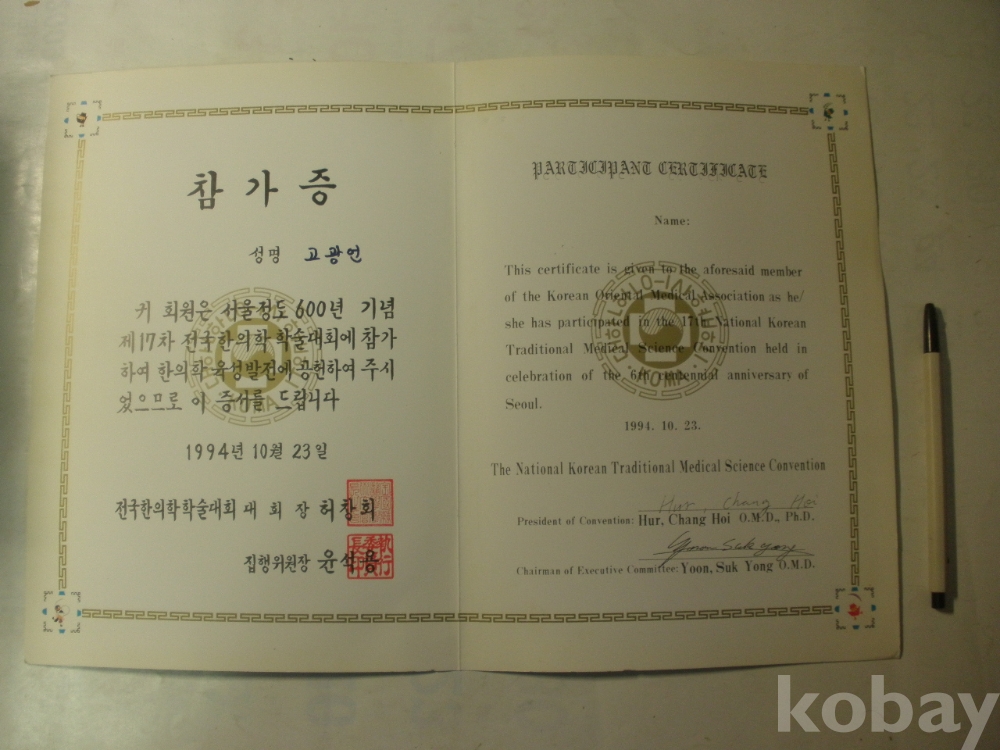 참가증
성명 고광언
귀 회원은 서울정도 600년 기념
제17차 전국한의학 학술대회에 참가
하여 한의학 육성발전에 공헌하여 주시
었으므로 이 증서를 드립니다
1994년 10월 23일
전국한의학학술대회 대 회 장 허창회
집행위원장 윤석용
PARTICIPANT CERTIFICATE
Name:
This certificate is given to the aforesaid member
of the Korean Oriental Medical Association as he/
she has participated in the 17th National Korean
Traditional Medical Science Convention held in
celebration of the 6th centennial anniversary of
Seoul.
1994. 10. 23.
The National Korean Traditional Medical Science Convention
Hur, Chang Hoi
President of Convention: Hur, Chang Hoi O.M.D., Ph.D.
Yoon Suk yong
Chairman of Executive Committee: Yoon, Suk Yong O.M.D.
kobay